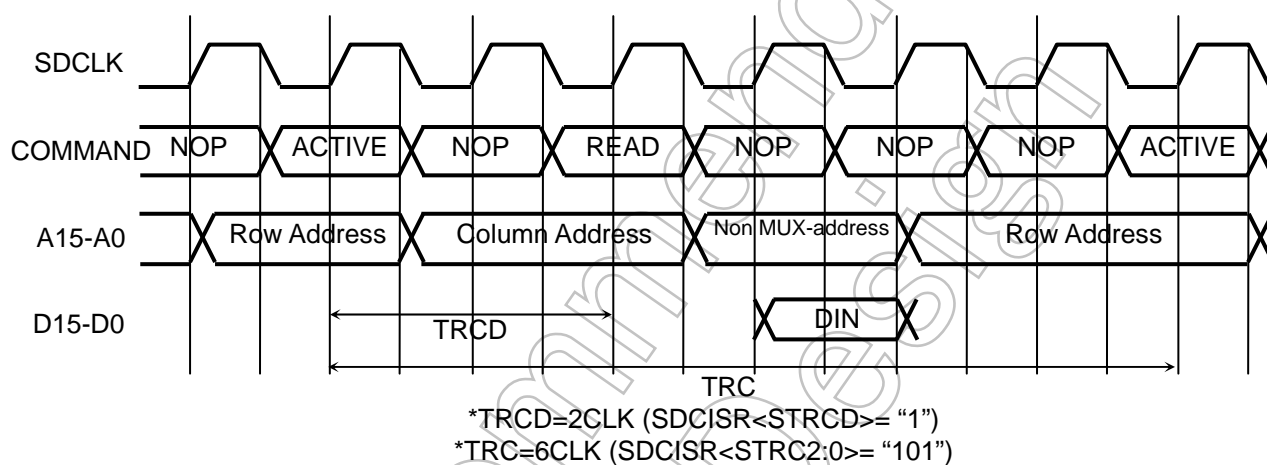 SDCLK
COMMAND NOP ACTIVE NOP READ NOP NOP NOP ACTIVE
A15-A0 Row Address Column Address Non MUX-address Row Address
D15-D0 DIN
TRCD
TRC
*TRCD=2CLK (SDCISR<STRCD>= “1”)
*TRC=6CLK (SDCISR<STRC2:0>= “101”)